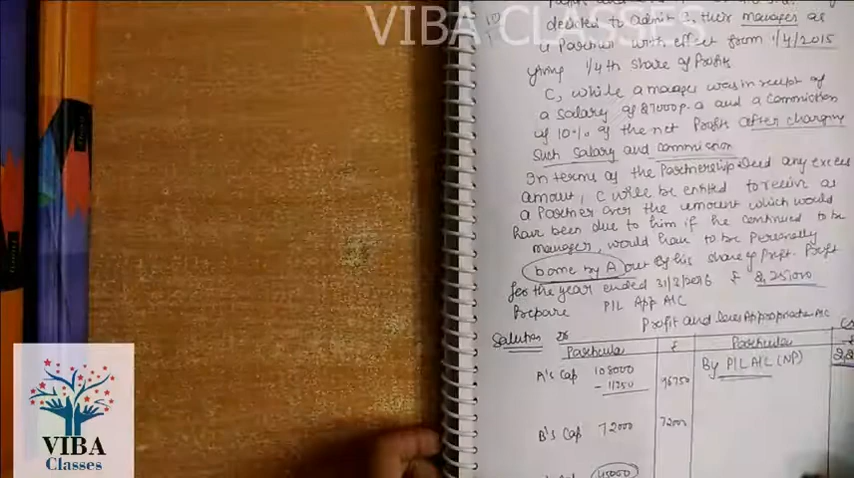 VIBA CLASSES
decided to admit C, their manager as
a Partner with effect from 1/4/2015
giving 1/4th share of Profits
C, while a manager was in receipt of
a salary of 27000 p.a and a commiction
of 10% of the net Profit after charging
such salary and commission
In terms of the Partnership Deed any excess
amount, C will be entitled to receive as
a Partner over the amount which would
have been due to him if he continued to be
manager, would have to be Personally
borne by A out of his share of Profit. Profit
for the year ended 31/3/2016 ₹ 8,25,000
Prepare P/L App A/C
Solution
Profit and loss Appropriation A/C
Particula ₹ Particula
A's Cap 108000 96750 By P/L A/C (NP)
- 11250
B's Cap 72000 72000
45000
VIBA
Classes